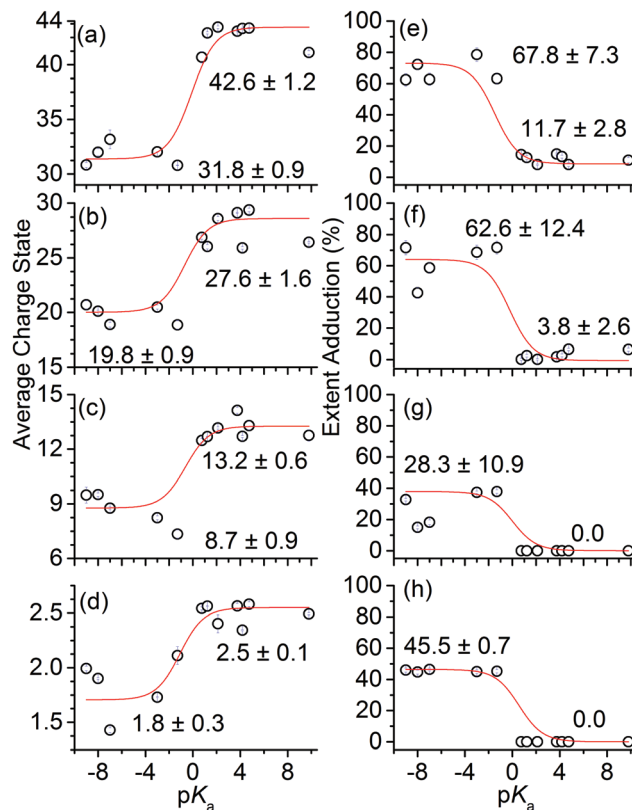 Average Charge State
Extent Adduction (%)
(a)
44
40
36
32
42.6 ± 1.2
31.8 ± 0.9
(e)
100
80
60
40
20
0
67.8 ± 7.3
11.7 ± 2.8
(b)
30
25
20
15
27.6 ± 1.6
19.8 ± 0.9
(f)
100
80
60
40
20
0
62.6 ± 12.4
3.8 ± 2.6
(c)
15
12
9
6
13.2 ± 0.6
8.7 ± 0.9
(g)
100
80
60
40
20
0
28.3 ± 10.9
0.0
(d)
2.5
2.0
1.5
2.5 ± 0.1
1.8 ± 0.3
-8 -4 0 4 8
pKa
(h)
100
80
60
40
20
0
45.5 ± 0.7
0.0
-8 -4 0 4 8
pKa